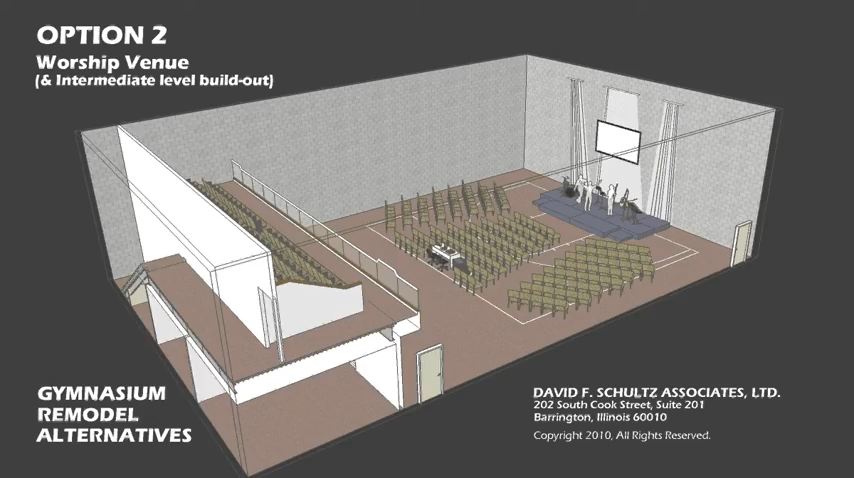 OPTION 2
Worship Venue
(& Intermediate level build-out)
GYMNASIUM
REMODEL
ALTERNATIVES
DAVID F. SCHULTZ ASSOCIATES, LTD.
202 South Cook Street, Suite 201
Barrington, Illinois 60010
Copyright 2010, All Rights Reserved.